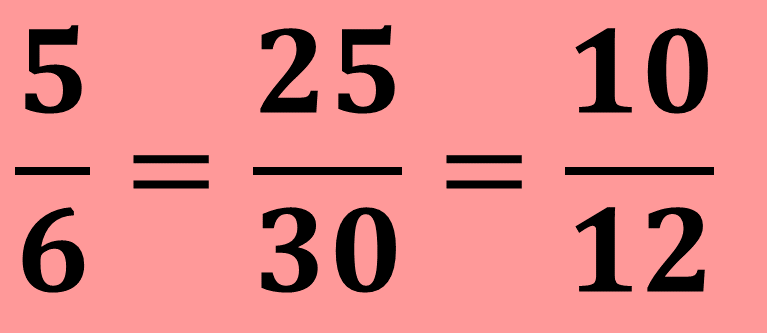 5/6 = 25/30 = 10/12